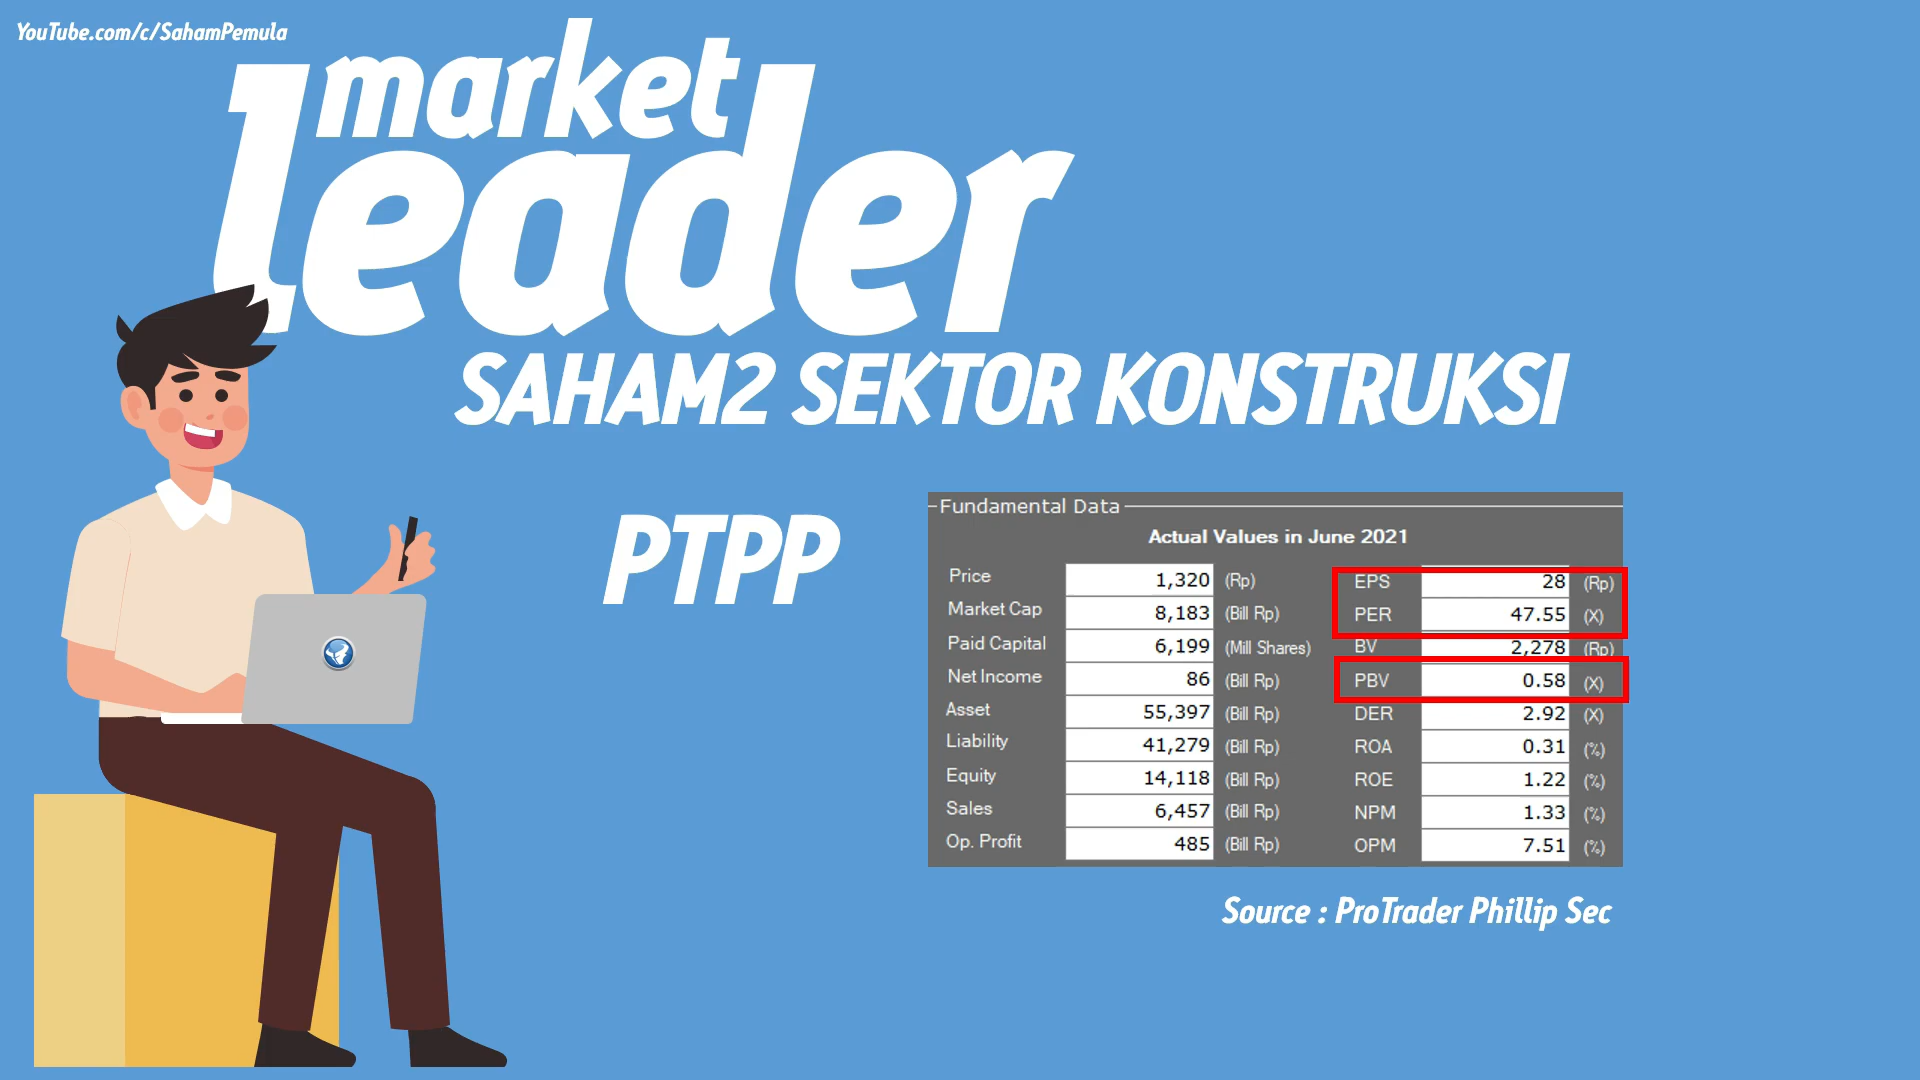 YouTube.com/c/SahamPemula
market
leader
SAHAM2 SEKTOR KONSTRUKSI
PTPP
Fundamental Data
Actual Values in June 2021
Price 1,320 (Rp) EPS 28 (Rp)
Market Cap 8,183 (Bill Rp) PER 47.55 (X)
Paid Capital 6,199 (Mill Shares) BV 2,278 (Rp)
Net Income 86 (Bill Rp) PBV 0.58 (X)
Asset 55,397 (Bill Rp) DER 2.92 (X)
Liability 41,279 (Bill Rp) ROA 0.31 (%)
Equity 14,118 (Bill Rp) ROE 1.22 (%)
Sales 6,457 (Bill Rp) NPM 1.33 (%)
Op. Profit 485 (Bill Rp) OPM 7.51 (%)
Source : ProTrader Phillip Sec